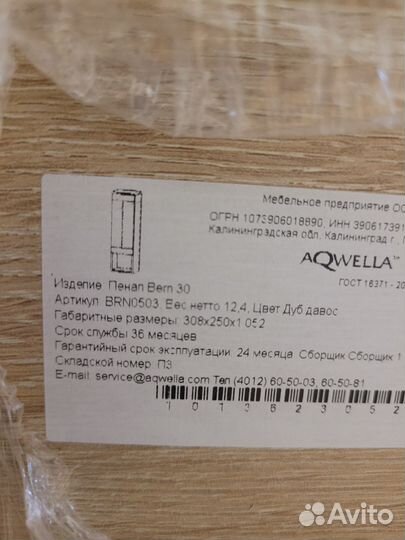 Мебельное предприятие ОО
ОГРН 1073906018890, ИНН 390617391
Калининградская обл. Калининград г.,
AQWELLA™
ГОСТ 16371-20
Изделие: Пенал Bern 30
Артикул: BRN0503, Вес нетто 12,4, Цвет Дуб давос
Габаритные размеры: 308x250x1 052
Срок службы 36 месяцев
Гарантийный срок эксплуатации: 24 месяца Сборщик Сборщик 1
Складской номер: П3
E-mail: service@aqwella.com Тел (4012) 60-50-03, 60-50-81
1 0 1 3 6 2 3 0 5 2
Avito